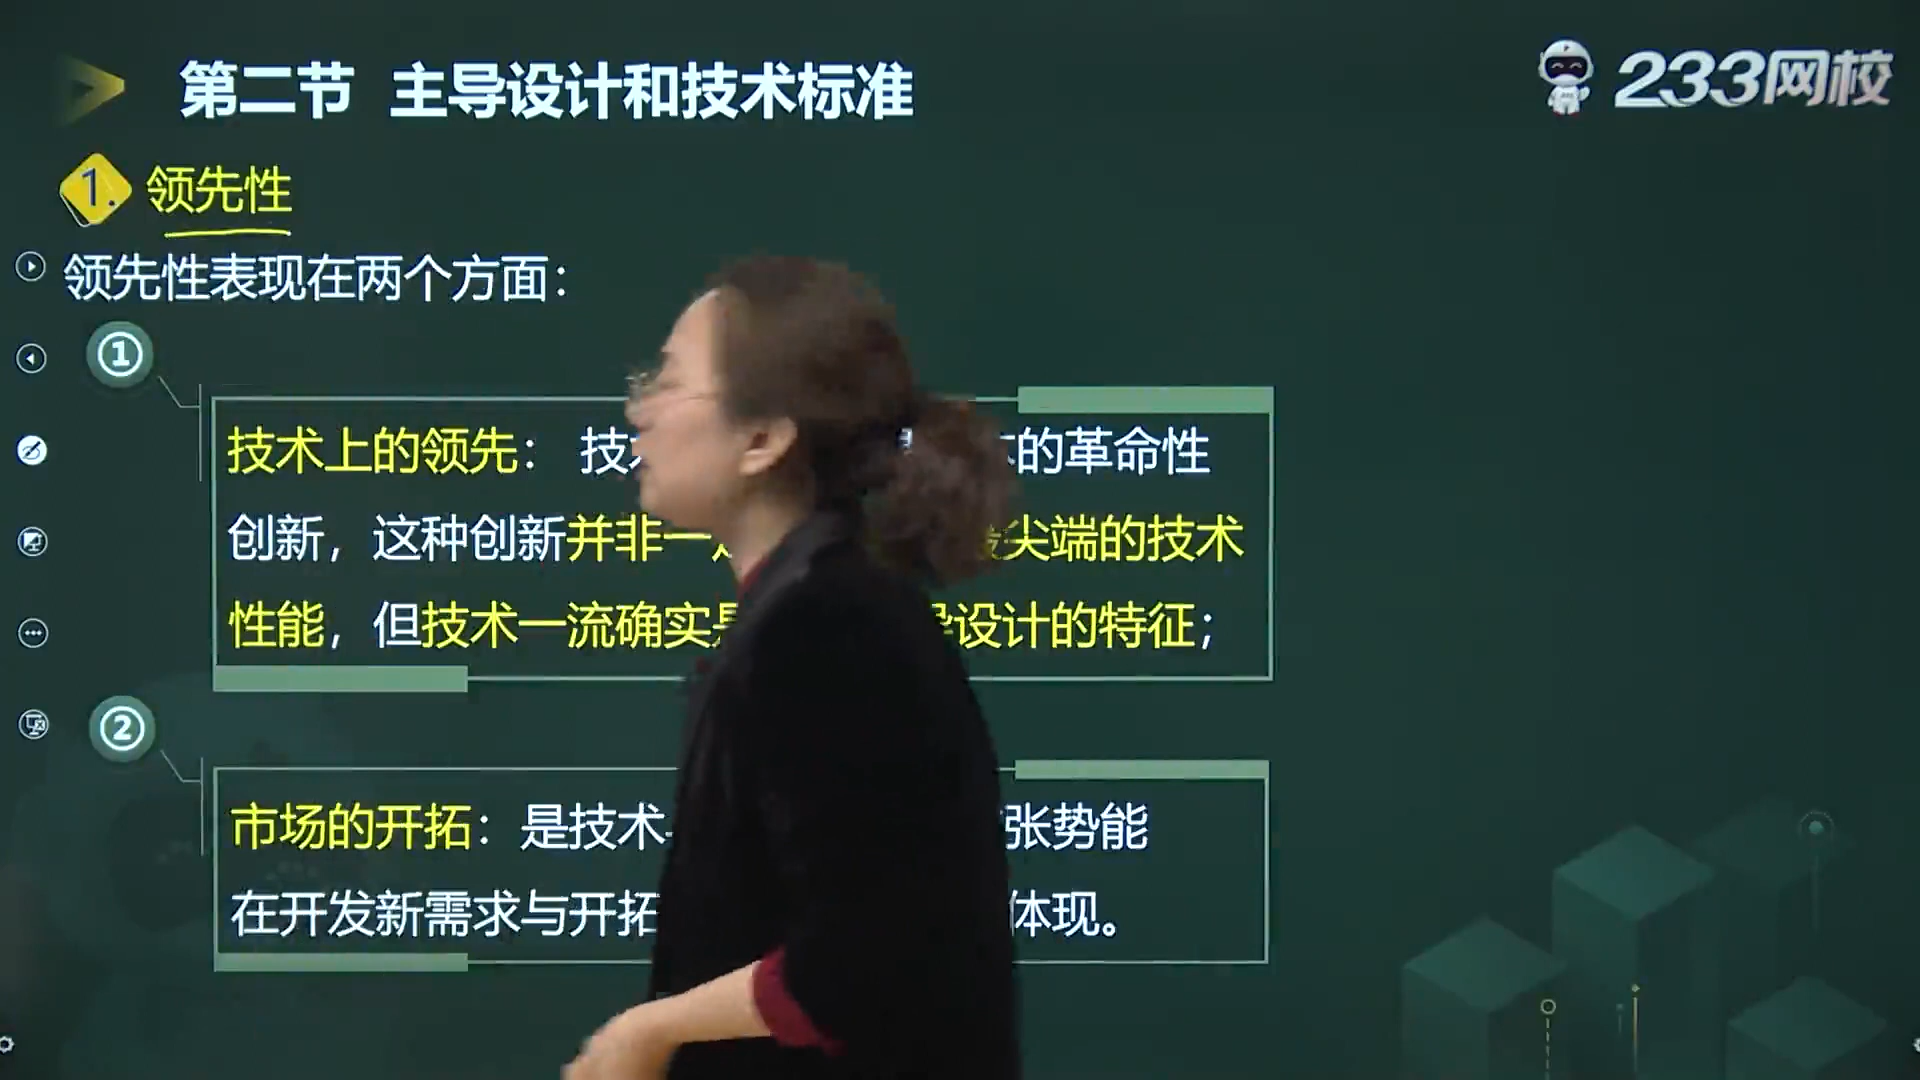 第二节 主导设计和技术标准
233网校
1. 领先性
领先性表现在两个方面：
①
技术上的领先： 技 的革命性
创新，这种创新并非一 尖端的技术
性能，但技术一流确实 设计的特征；
②
市场的开拓：是技术 张势能
在开发新需求与开拓 体现。